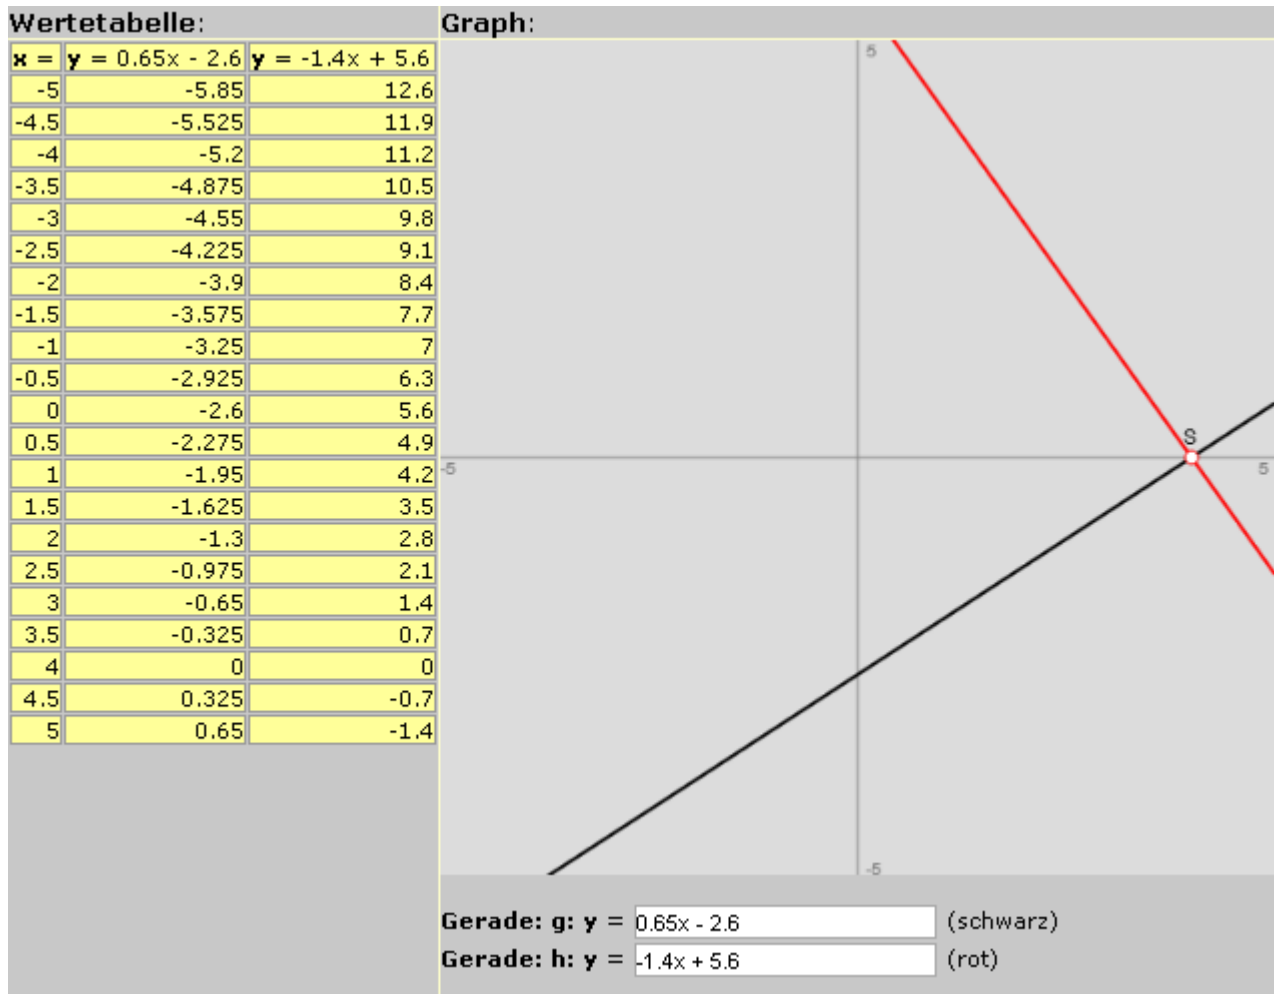 Wertetabelle:
x = y = 0.65x - 2.6 y = -1.4x + 5.6
-5 -5.85 12.6
-4.5 -5.525 11.9
-4 -5.2 11.2
-3.5 -4.875 10.5
-3 -4.55 9.8
-2.5 -4.225 9.1
-2 -3.9 8.4
-1.5 -3.575 7.7
-1 -3.25 7
-0.5 -2.925 6.3
0 -2.6 5.6
0.5 -2.275 4.9
1 -1.95 4.2
1.5 -1.625 3.5
2 -1.3 2.8
2.5 -0.975 2.1
3 -0.65 1.4
3.5 -0.325 0.7
4 0 0
4.5 0.325 -0.7
5 0.65 -1.4
Graph:
5
S
-5 5
-5
Gerade: g: y = 0.65x - 2.6 (schwarz)
Gerade: h: y = -1.4x + 5.6 (rot)